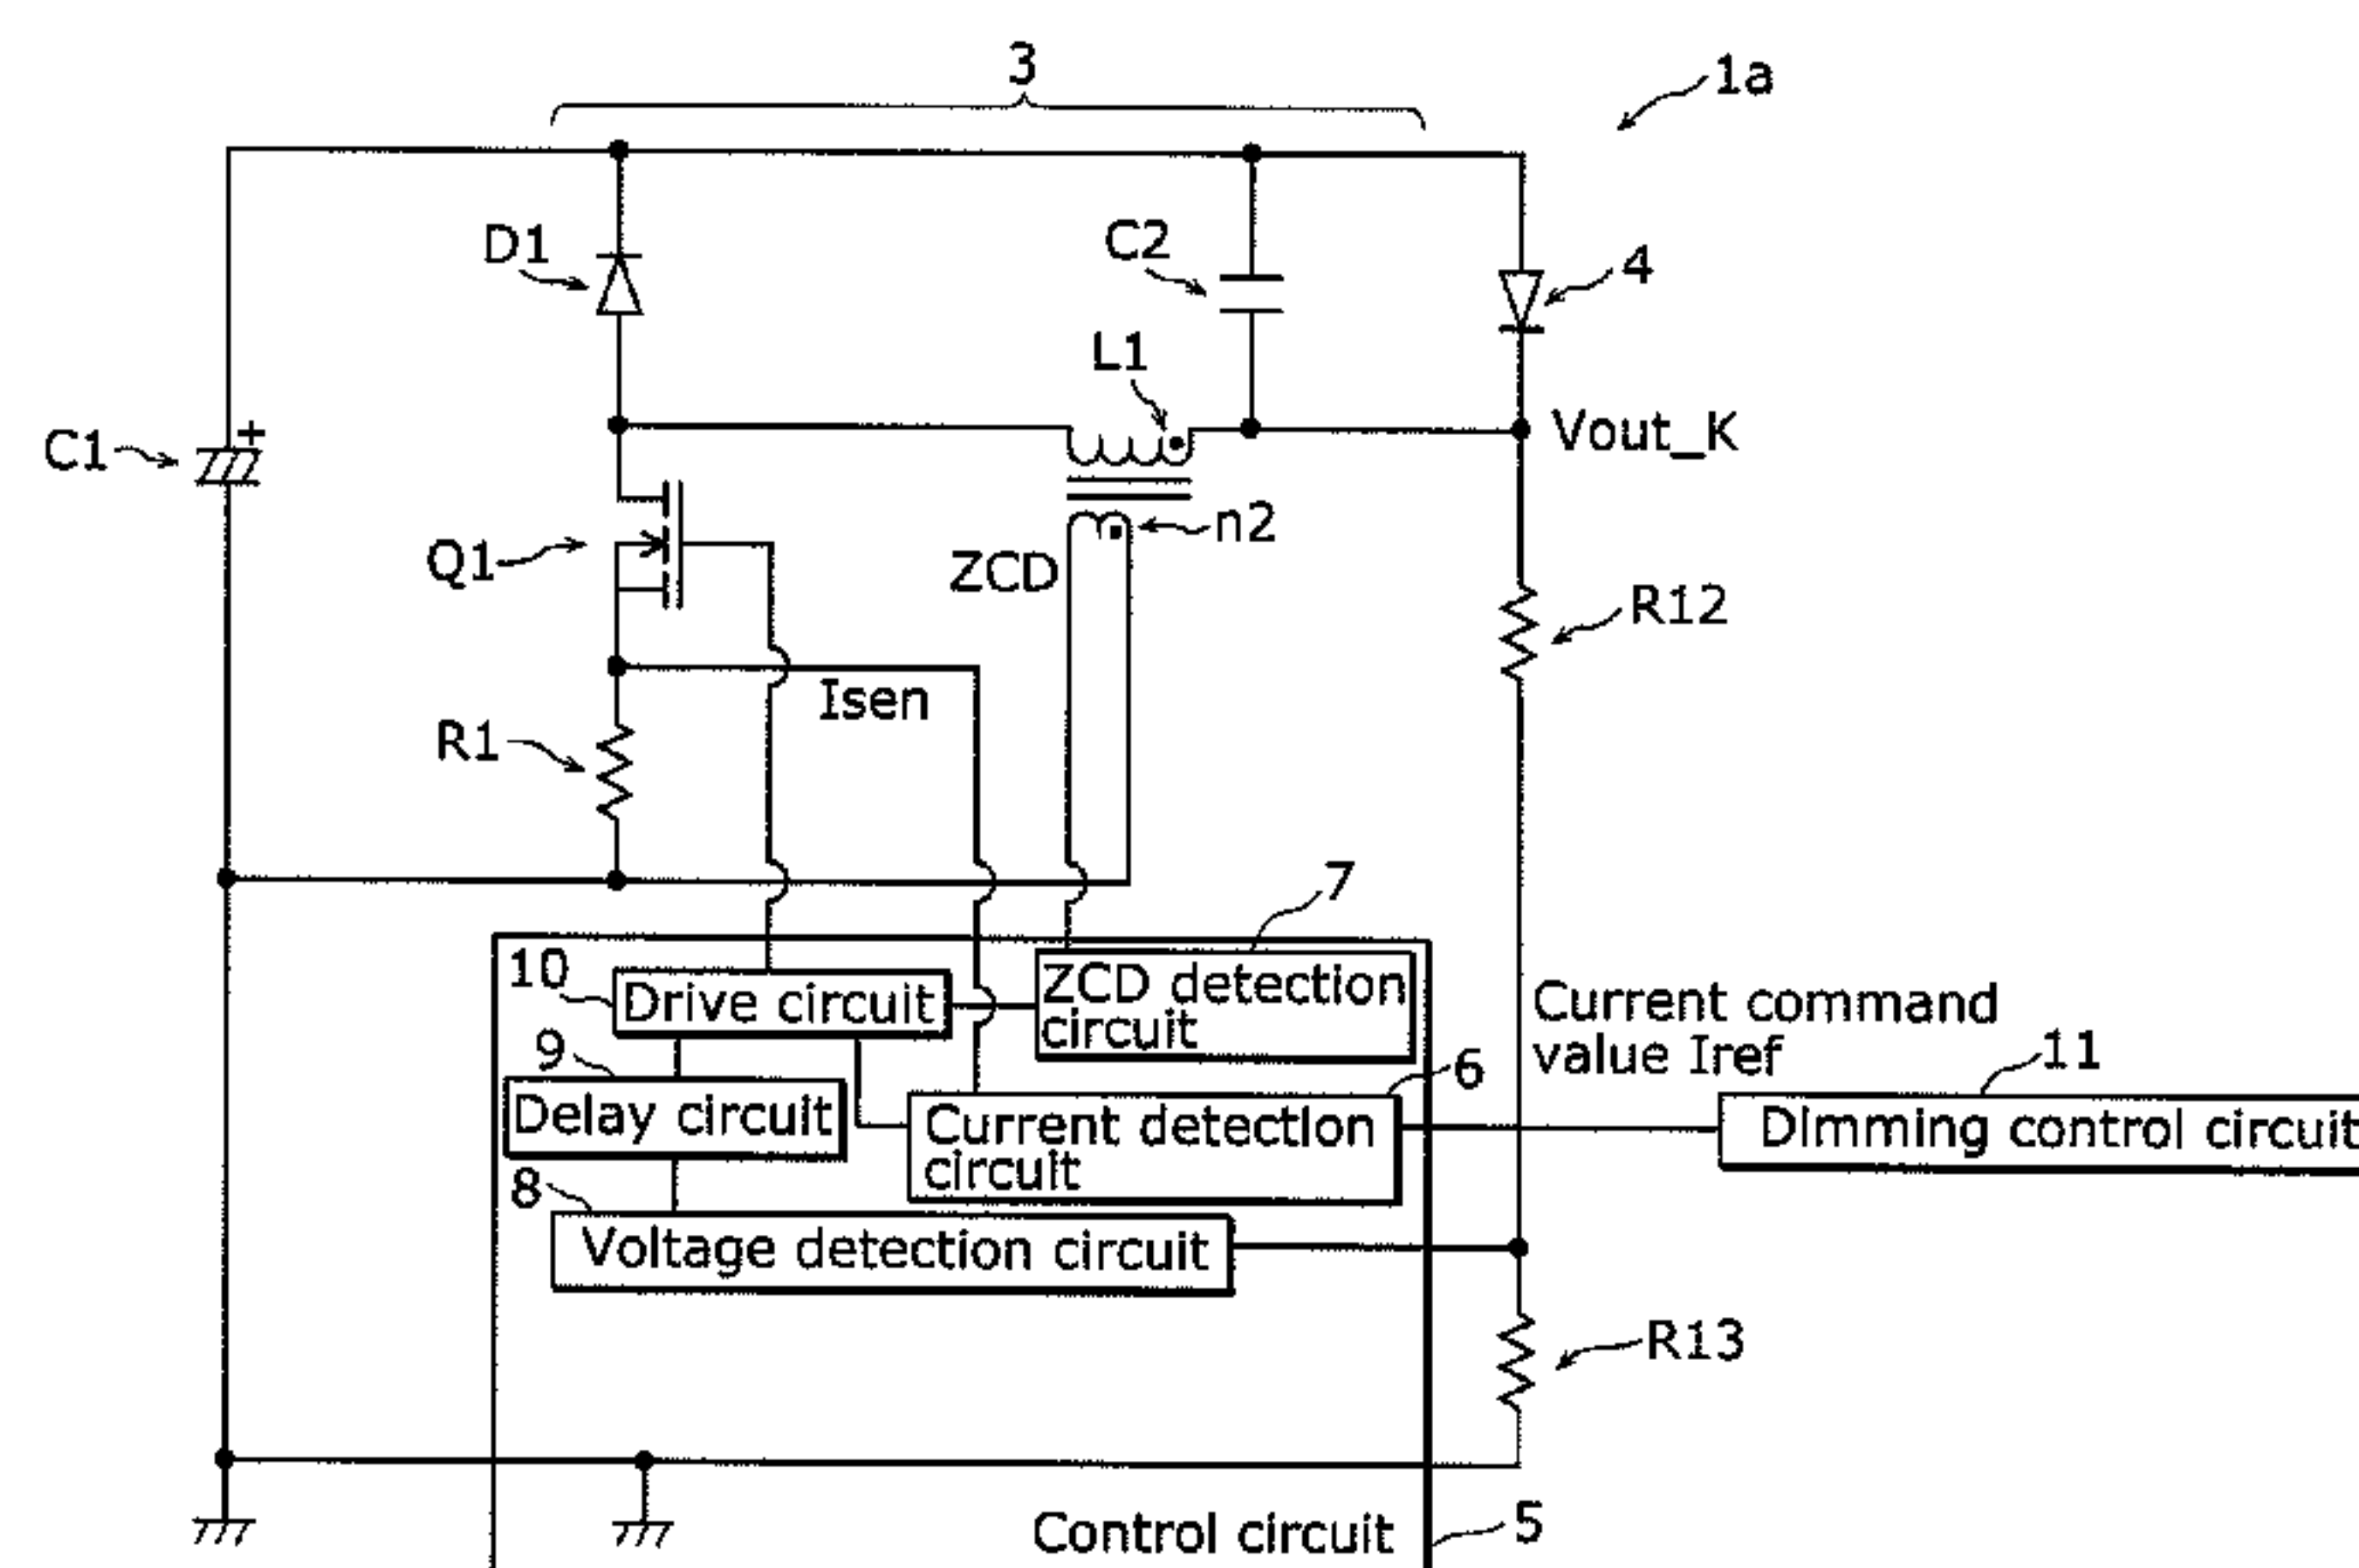 3
1a
D1
C2
4
L1
C1
+
Vout_K
Q1
n2
ZCD
R12
Isen
R1
7
10
Drive circuit
ZCD detection
circuit
Current command
value Iref
9
6
11
Delay circuit
Current detection
circuit
Dimming control circuit
8
Voltage detection circuit
R13
Control circuit
5